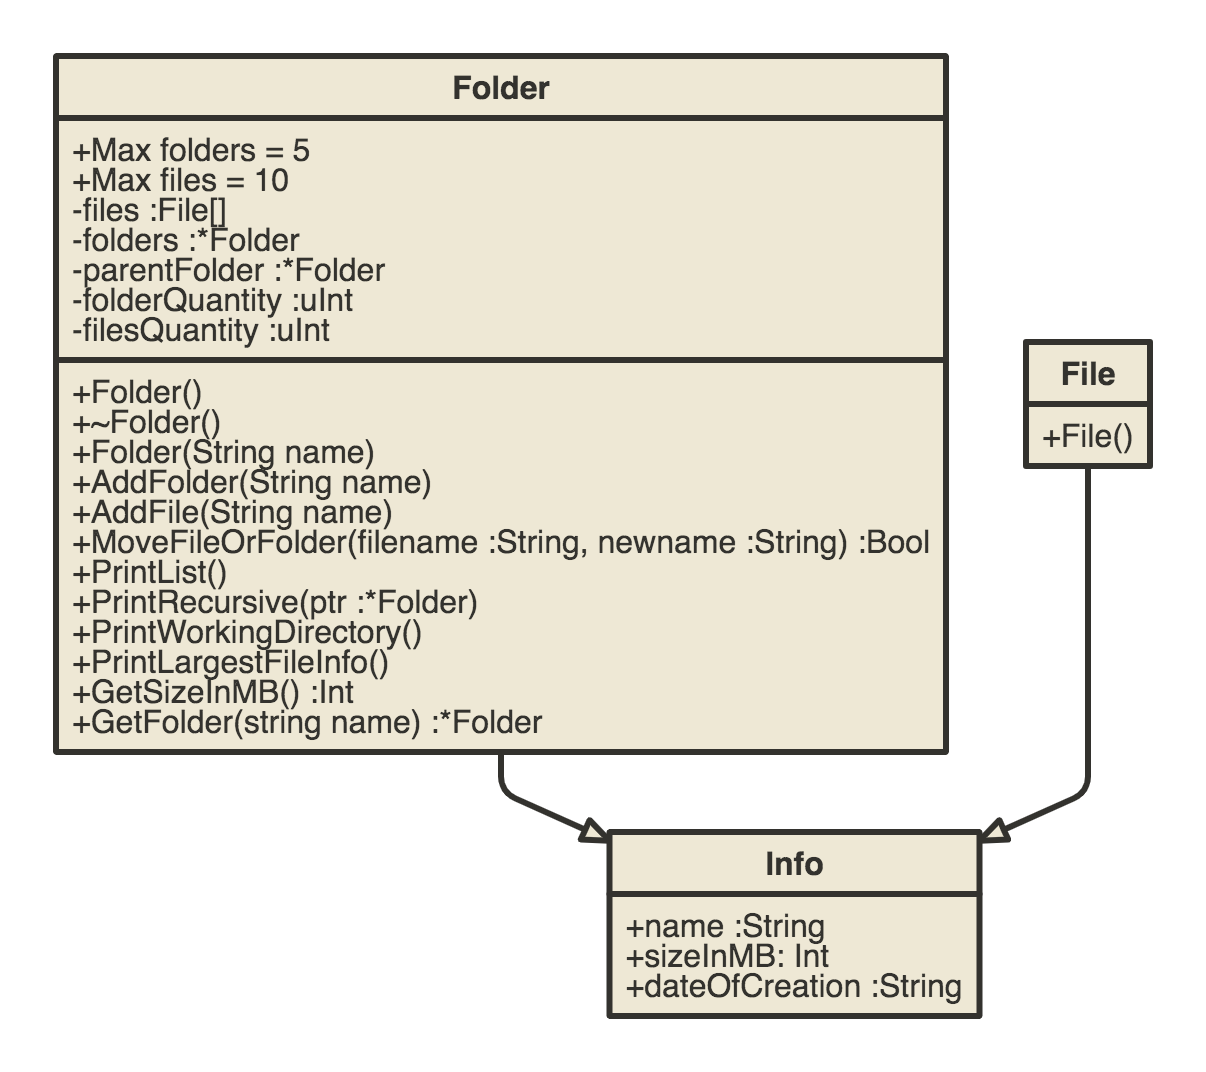 Folder
+Max folders = 5
+Max files = 10
-files :File[]
-folders :*Folder
-parentFolder :*Folder
-folderQuantity :uInt
-filesQuantity :uInt
+Folder()
+~Folder()
+Folder(String name)
+AddFolder(String name)
+AddFile(String name)
+MoveFileOrFolder(filename :String, newname :String) :Bool
+PrintList()
+PrintRecursive(ptr :*Folder)
+PrintWorkingDirectory()
+PrintLargestFileInfo()
+GetSizeInMB() :Int
+GetFolder(string name) :*Folder
File
+File()
Info
+name :String
+sizeInMB: Int
+dateOfCreation :String